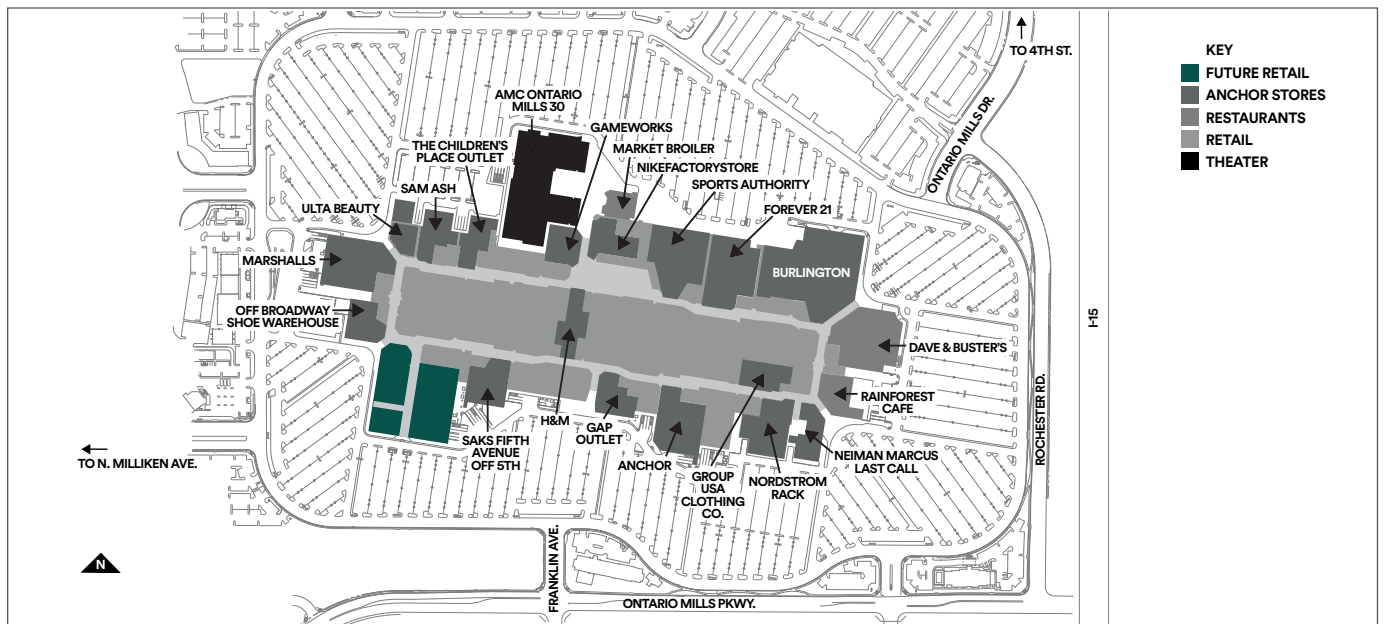 TO 4TH ST.
KEY
FUTURE RETAIL
ANCHOR STORES
RESTAURANTS
RETAIL
THEATER
ONTARIO MILLS DR.
AMC ONTARIO
MILLS 30
GAMEWORKS
MARKET BROILER
THE CHILDREN'S
PLACE OUTLET
NIKEFACTORYSTORE
SPORTS AUTHORITY
SAM ASH
FOREVER 21
ULTA BEAUTY
MARSHALLS
BURLINGTON
OFF BROADWAY
SHOE WAREHOUSE
I-15
DAVE & BUSTER'S
RAINFOREST
CAFE
ROCHESTER RD.
H&M
GAP
OUTLET
SAKS FIFTH
AVENUE
OFF 5TH
ANCHOR
GROUP
USA
CLOTHING
CO.
NORDSTROM
RACK
NEIMAN MARCUS
LAST CALL
TO N. MILLIKEN AVE.
N
FRANKLIN AVE.
ONTARIO MILLS PKWY.